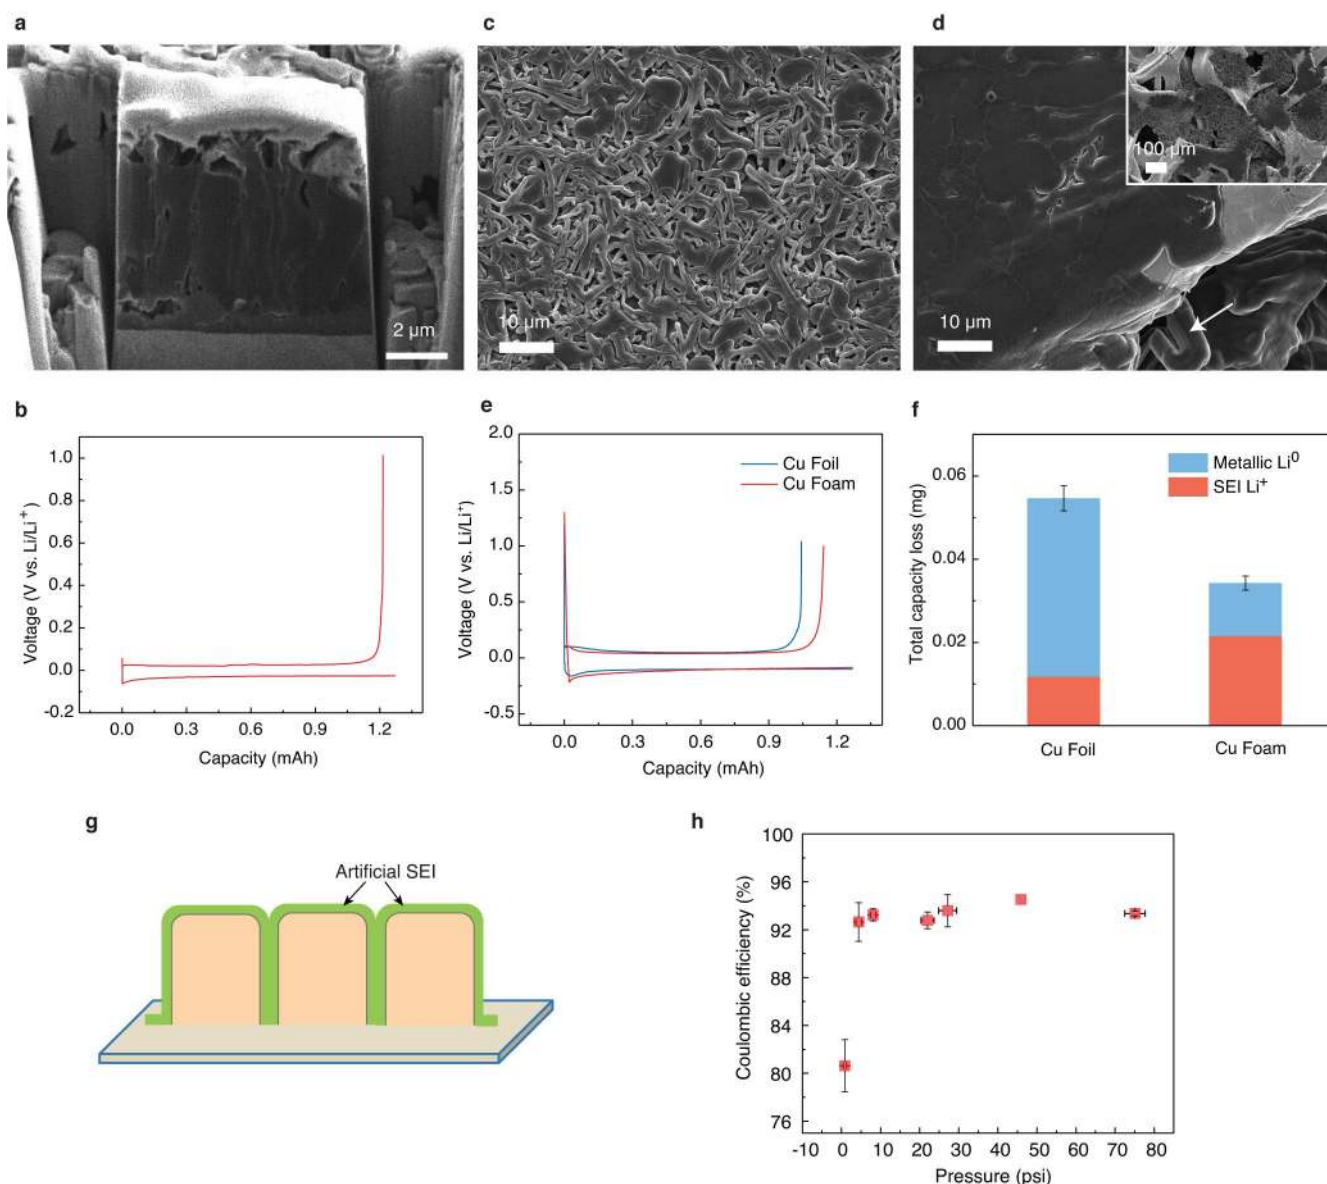 a
c
d
2 μm
10 μm
100 μm
10 μm
b
Voltage (V vs. Li/Li⁺)
1.0
0.8
0.6
0.4
0.2
0.0
-0.2
0.0 0.3 0.6 0.9 1.2
Capacity (mAh)
e
Voltage (V vs. Li/Li⁺)
2.0
1.5
1.0
0.5
0.0
-0.5
Cu Foil
Cu Foam
0.0 0.3 0.6 0.9 1.2
Capacity (mAh)
f
Total capacity loss (mg)
0.06
0.04
0.02
0.00
Metallic Li⁰
SEI Li⁺
Cu Foil Cu Foam
g
Artificial SEI
h
Coulombic efficiency (%)
100
96
92
88
84
80
76
-10 0 10 20 30 40 50 60 70 80
Pressure (psi)